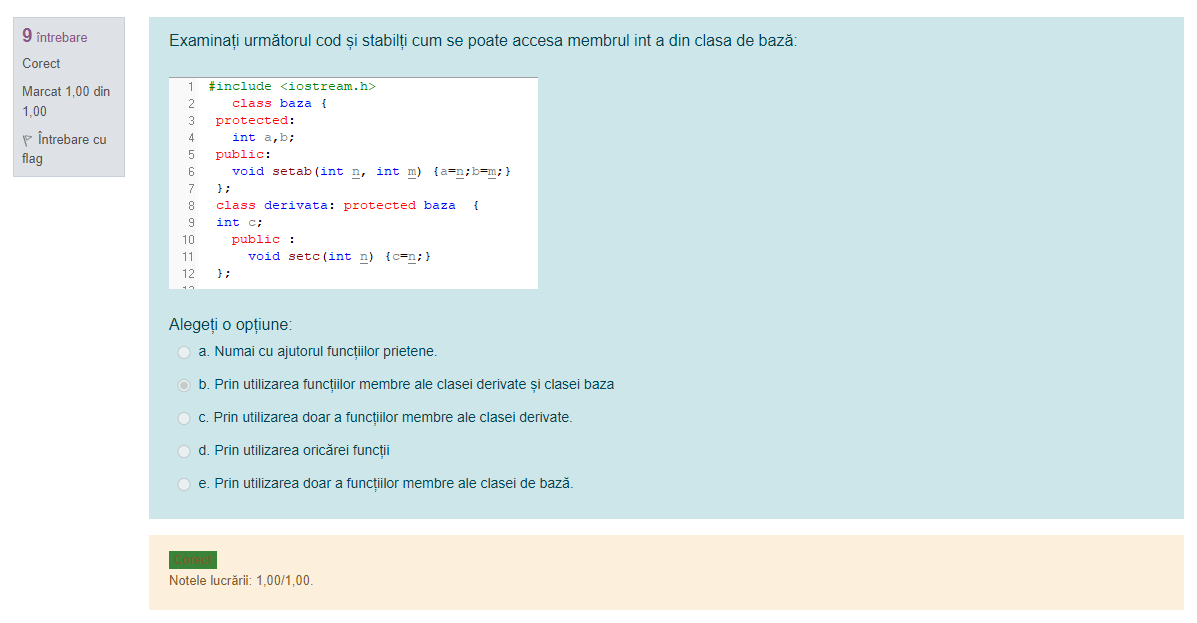 9 întrebare
Corect
Marcat 1,00 din
1,00
Întrebare cu
flag
Examinați următorul cod și stabilți cum se poate accesa membrul int a din clasa de bază:
1 #include <iostream.h>
2 class baza {
3 protected:
4 int a,b;
5 public:
6 void setab(int n, int m) {a=n;b=m;}
7 };
8 class derivata: protected baza {
9 int c;
10 public :
11 void setc(int n) {c=n;}
12 };
Alegeți o opțiune:
a. Numai cu ajutorul funcțiilor prietene.
b. Prin utilizarea funcțiilor membre ale clasei derivate și clasei baza
c. Prin utilizarea doar a funcțiilor membre ale clasei derivate.
d. Prin utilizarea oricărei funcții
e. Prin utilizarea doar a funcțiilor membre ale clasei de bază.
Corect
Notele lucrării: 1,00/1,00.